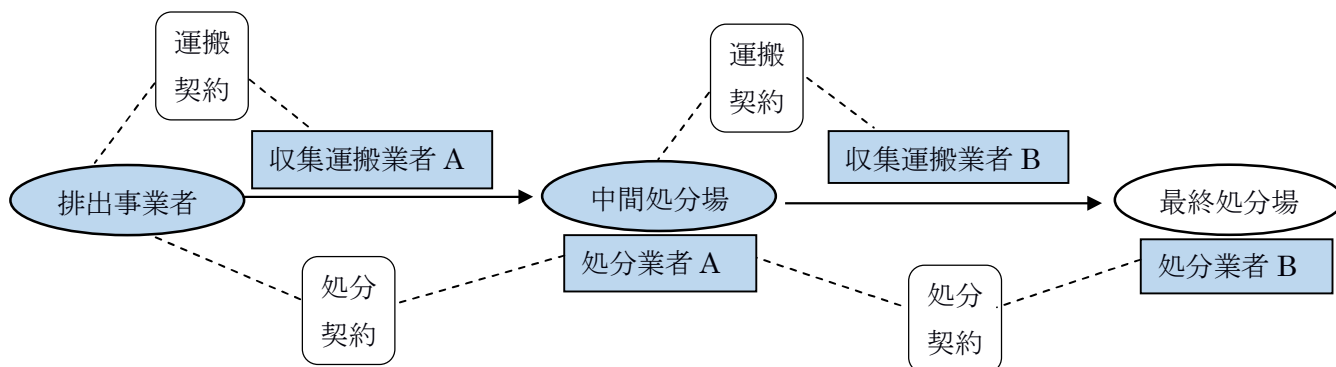 運搬
契約
運搬
契約
収集運搬業者 A
収集運搬業者 B
排出事業者
中間処分場
最終処分場
処分業者 A
処分業者 B
処分
契約
処分
契約